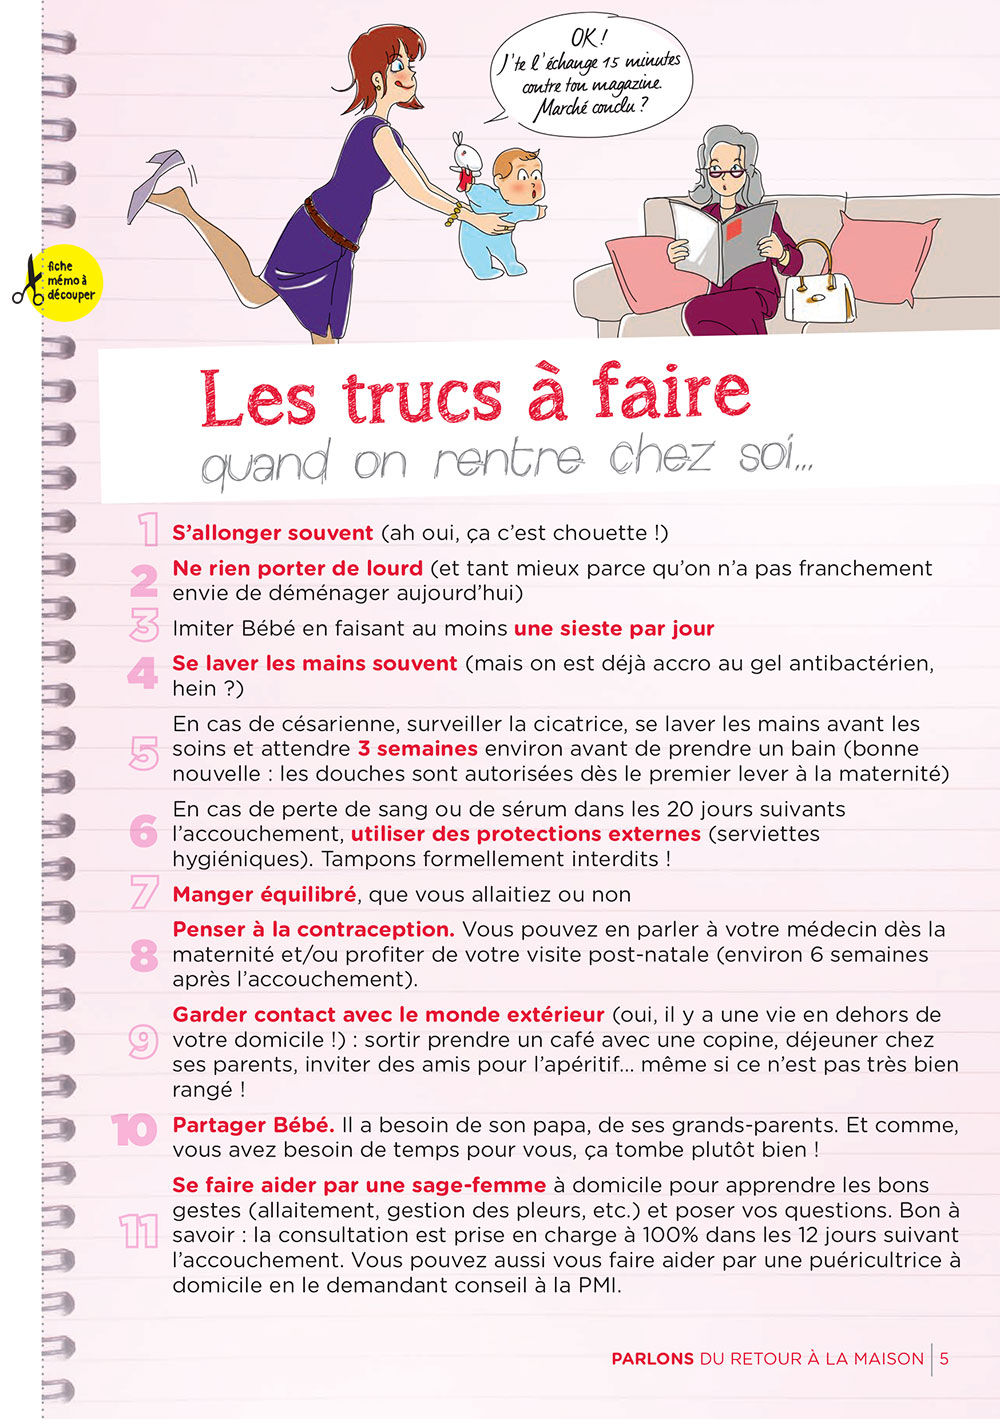 OK !
J'te l'échange 15 minutes
contre ton magazine.
Marché conclu ?
fiche
mémo à
découper
Les trucs à faire
quand on rentre chez soi...
1 S'allonger souvent (ah oui, ça c'est chouette !)
2 Ne rien porter de lourd (et tant mieux parce qu'on n'a pas franchement
envie de déménager aujourd'hui)
3 Imiter Bébé en faisant au moins une sieste par jour
4 Se laver les mains souvent (mais on est déjà accro au gel antibactérien,
hein ?)
5 En cas de césarienne, surveiller la cicatrice, se laver les mains avant les
soins et attendre 3 semaines environ avant de prendre un bain (bonne
nouvelle : les douches sont autorisées dès le premier lever à la maternité)
6 En cas de perte de sang ou de sérum dans les 20 jours suivants
l'accouchement, utiliser des protections externes (serviettes
hygiéniques). Tampons formellement interdits !
7 Manger équilibré, que vous allaitiez ou non
8 Penser à la contraception. Vous pouvez en parler à votre médecin dès la
maternité et/ou profiter de votre visite post-natale (environ 6 semaines
après l'accouchement).
9 Garder contact avec le monde extérieur (oui, il y a une vie en dehors de
votre domicile !) : sortir prendre un café avec une copine, déjeuner chez
ses parents, inviter des amis pour l'apéritif... même si ce n'est pas très bien
rangé !
10 Partager Bébé. Il a besoin de son papa, de ses grands-parents. Et comme,
vous avez besoin de temps pour vous, ça tombe plutôt bien !
11 Se faire aider par une sage-femme à domicile pour apprendre les bons
gestes (allaitement, gestion des pleurs, etc.) et poser vos questions. Bon à
savoir : la consultation est prise en charge à 100% dans les 12 jours suivant
l'accouchement. Vous pouvez aussi vous faire aider par une puéricultrice à
domicile en le demandant conseil à la PMI.
PARLONS DU RETOUR À LA MAISON | 5